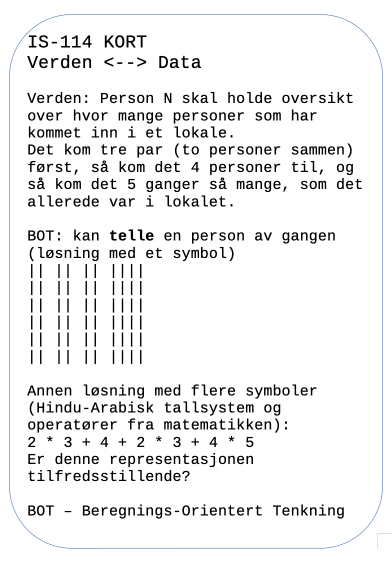 IS-114 KORT
Verden <--> Data
Verden: Person N skal holde oversikt
over hvor mange personer som har
kommet inn i et lokale.
Det kom tre par (to personer sammen)
først, så kom det 4 personer til, og
så kom det 5 ganger så mange, som det
allerede var i lokalet.
BOT: kan telle en person av gangen
(løsning med et symbol)
|| || || ||||
|| || || ||||
|| || || ||||
|| || || ||||
|| || || ||||
|| || || ||||
Annen løsning med flere symboler
(Hindu-Arabisk tallsystem og
operatører fra matematikken):
2 * 3 + 4 + 2 * 3 + 4 * 5
Er denne representasjonen
tilfredsstillende?
BOT – Beregnings-Orientert Tenkning